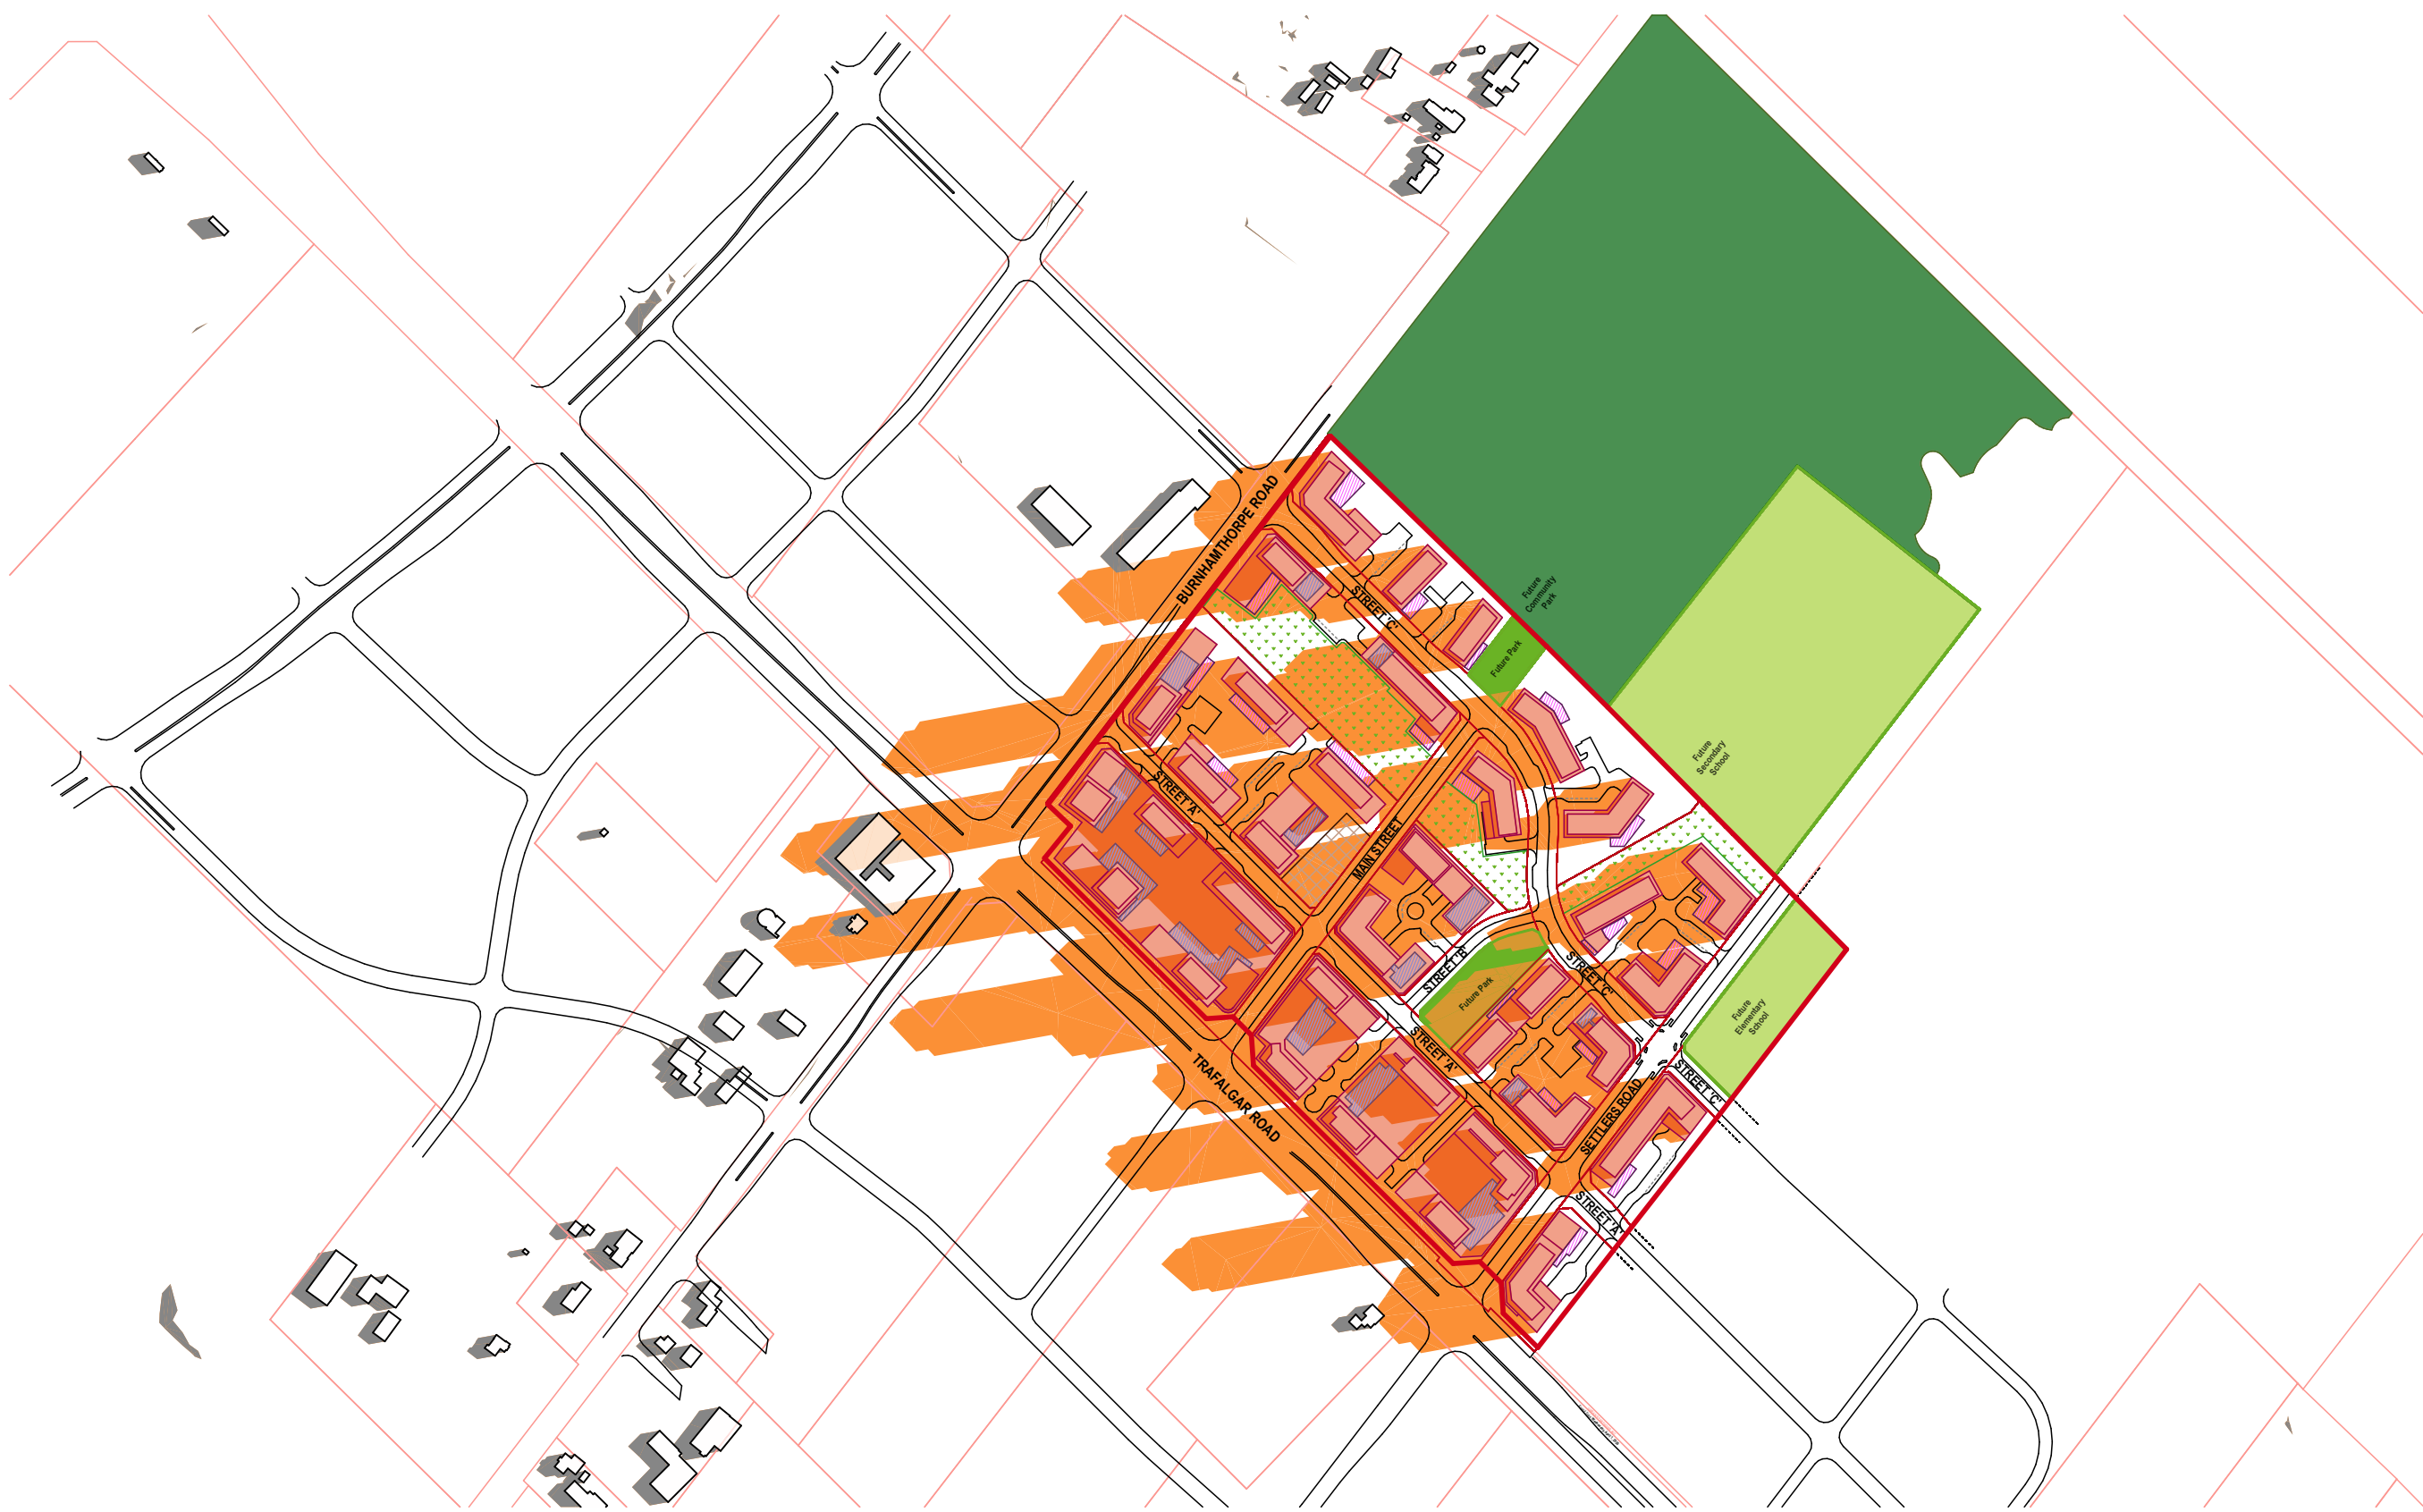 BURNHAMTHORPE ROAD
STREET 'C'
Future
Community
Park
Future Park
Future
Secondary
School
STREET 'A'
MAIN STREET
STREET 'B'
Future Park
STREET 'C'
Future
Elementary
School
STREET 'A'
TRAFALGAR ROAD
SETTLERS ROAD
STREET 'C'
STREET 'A'